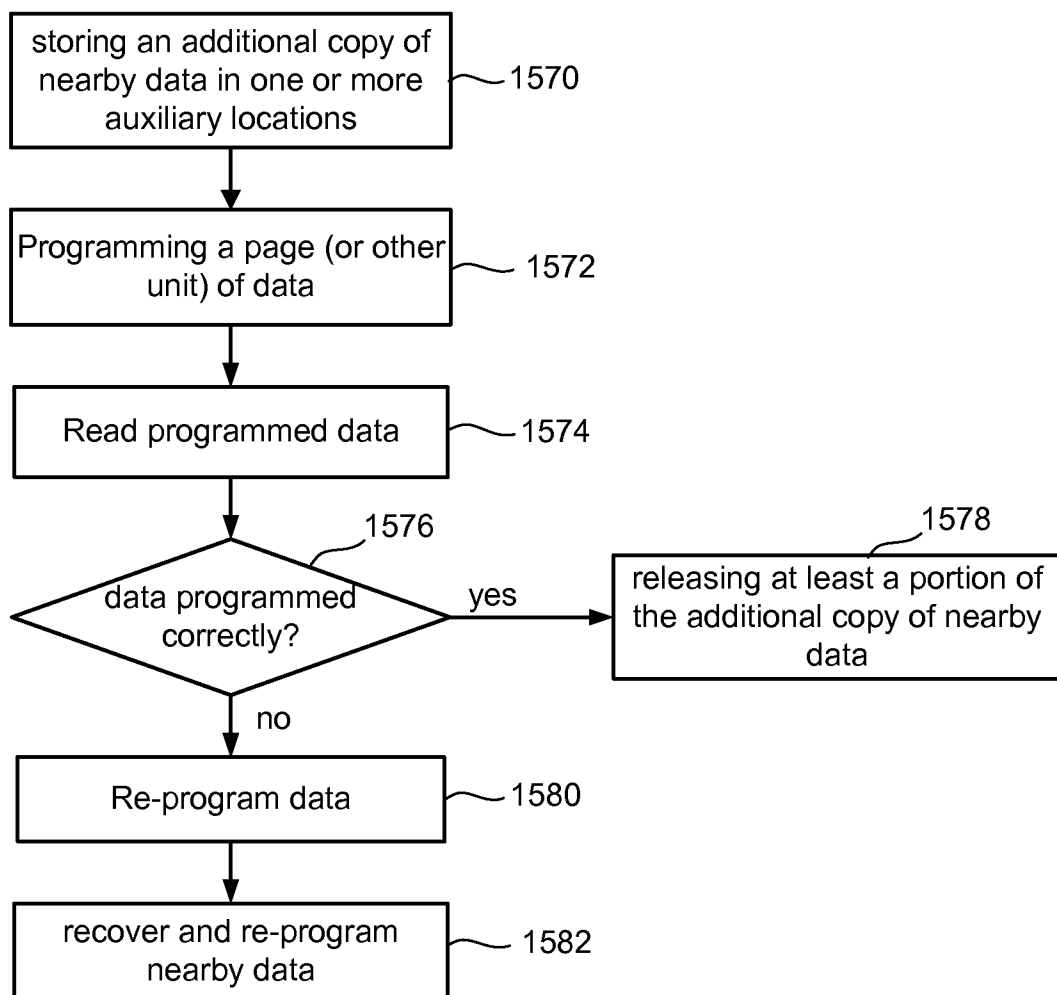 storing an additional copy of
nearby data in one or more
auxiliary locations
1570
Programming a page (or other
unit) of data
1572
Read programmed data
1574
1576
data programmed
correctly?
yes
1578
releasing at least a portion of
the additional copy of nearby
data
no
Re-program data
1580
recover and re-program
nearby data
1582